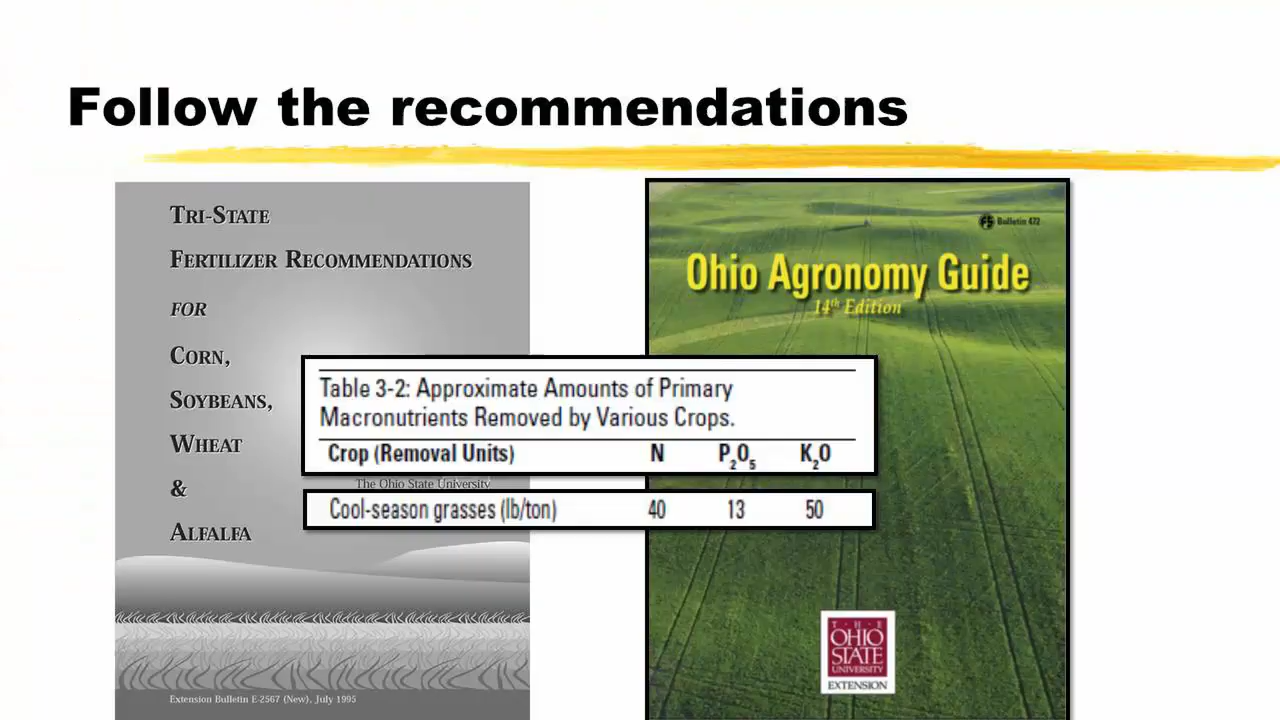 Follow the recommendations
TRI-STATE
FERTILIZER RECOMMENDATIONS
FOR
CORN,
SOYBEANS,
WHEAT
&
ALFALFA
The Ohio State University
Extension Bulletin E-2567 (New), July 1995
Bulletin 472
Ohio Agronomy Guide
14th Edition
Table 3-2: Approximate Amounts of Primary
Macronutrients Removed by Various Crops.
Crop (Removal Units) N P2O5 K2O
Cool-season grasses (lb/ton) 40 13 50
T · H · E
OHIO
STATE
UNIVERSITY
EXTENSION